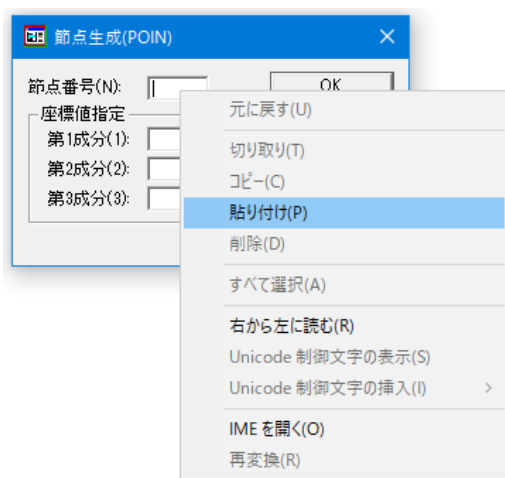 節点生成(POIN)
節点番号(N):
OK
座標値指定
第1成分(1):
第2成分(2):
第3成分(3):
元に戻す(U)
切り取り(T)
コピー(C)
貼り付け(P)
削除(D)
すべて選択(A)
右から左に読む(R)
Unicode 制御文字の表示(S)
Unicode 制御文字の挿入(I)
IME を開く(O)
再変換(R)